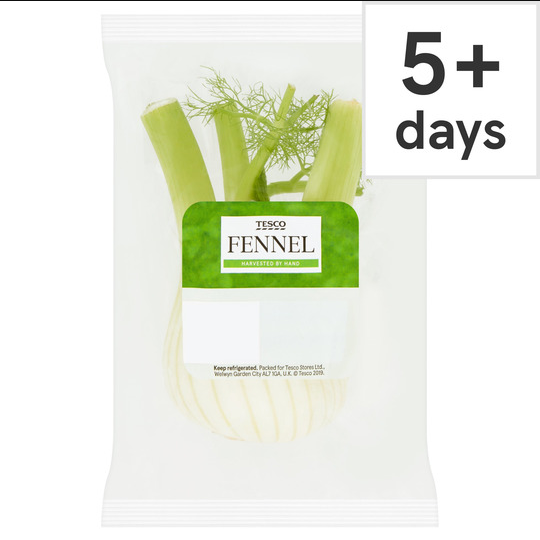 5+
days
TESCO
FENNEL
HARVESTED BY HAND
Keep refrigerated. Packed for Tesco Stores Ltd.,
Welwyn Garden City AL7 1GA, U.K. © Tesco 2019.